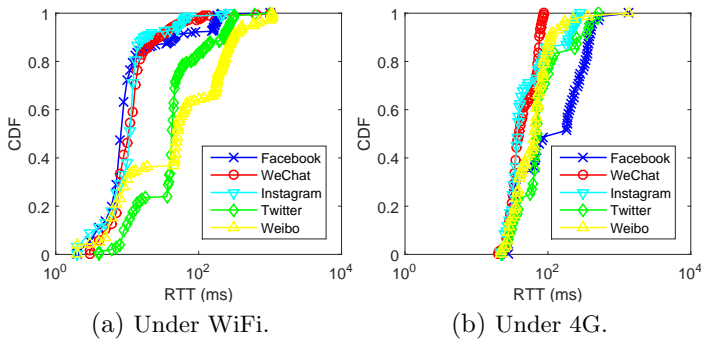 1
0.8
0.6
0.4
0.2
0
CDF
10^0
10^2
10^4
RTT (ms)
Facebook
WeChat
Instagram
Twitter
Weibo
(a) Under WiFi.
1
0.8
0.6
0.4
0.2
0
CDF
10^0
10^2
10^4
RTT (ms)
Facebook
WeChat
Instagram
Twitter
Weibo
(b) Under 4G.